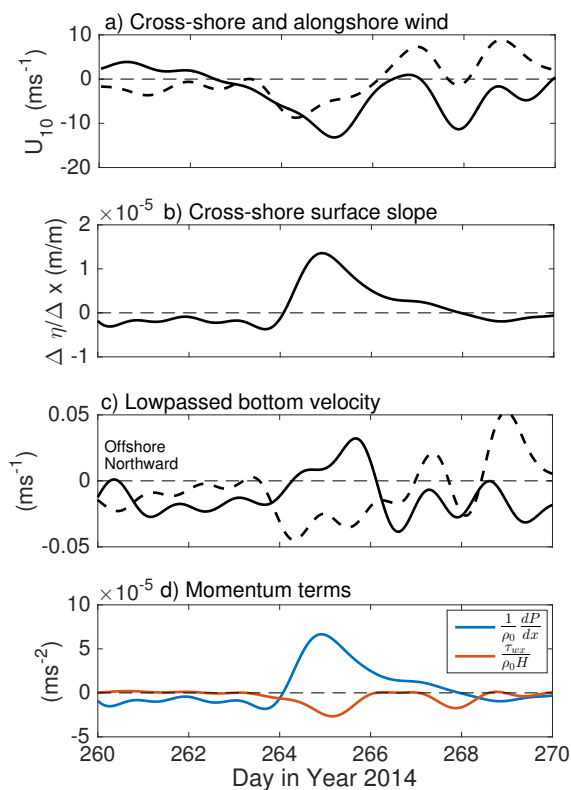 a) Cross-shore and alongshore wind
10
0
-10
-20
U₁₀ (ms⁻¹)
×10⁻⁵ b) Cross-shore surface slope
2
1
0
-1
Δ η/Δ x (m/m)
c) Lowpassed bottom velocity
0.05
Offshore
Northward
0
-0.05
(ms⁻¹)
×10⁻⁵ d) Momentum terms
10
5
0
-5
(ms⁻²)
1/ρ₀ dP/dx
τ_wx/ρ₀H
260 262 264 266 268 270
Day in Year 2014